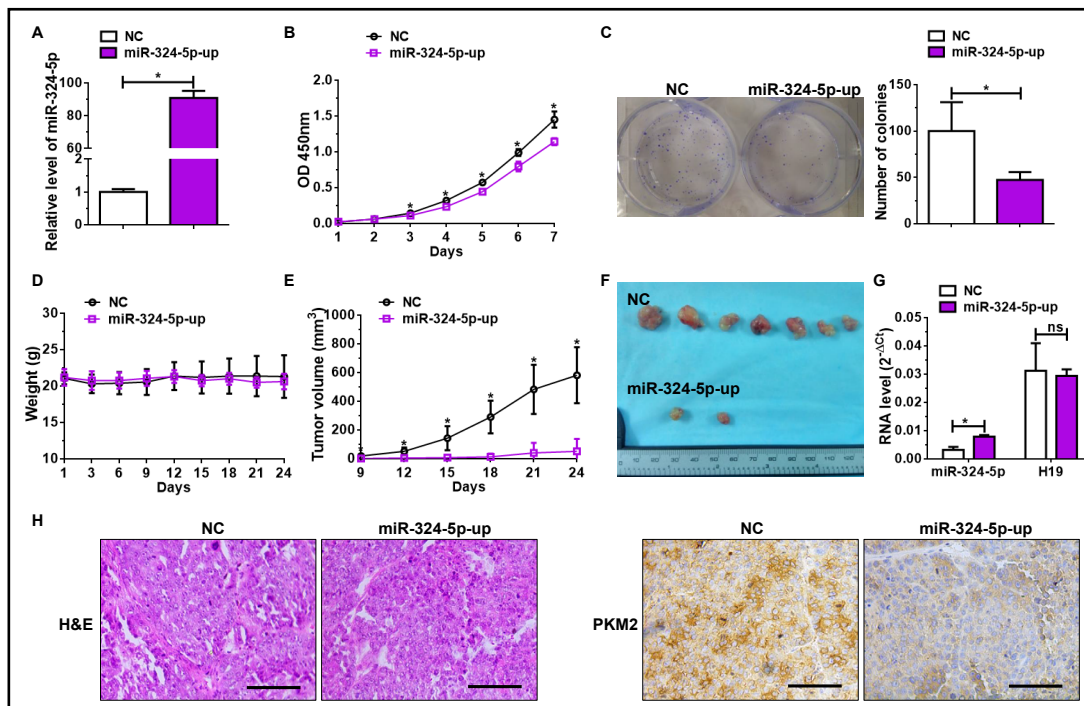 A
NC
miR-324-5p-up
Relative level of miR-324-5p
100
80
60
2
1
0
*
B
NC
miR-324-5p-up
OD 450nm
2.0
1.5
1.0
0.5
0.0
* * * * *
1 2 3 4 5 6 7
Days
C
NC miR-324-5p-up
NC
miR-324-5p-up
Number of colonies
150
100
50
0
*
D
NC
miR-324-5p-up
Weight (g)
30
25
20
15
10
1 3 6 9 12 15 18 21 24
Days
E
NC
miR-324-5p-up
Tumor volume (mm3)
1000
800
600
400
200
0
* * * * * *
9 12 15 18 21 24
Days
F
NC
miR-324-5p-up
G
NC
miR-324-5p-up
RNA level (2-ΔCt)
0.05
0.04
0.03
0.02
0.01
0.00
*
ns
miR-324-5p H19
H
NC miR-324-5p-up
H&E
NC miR-324-5p-up
PKM2